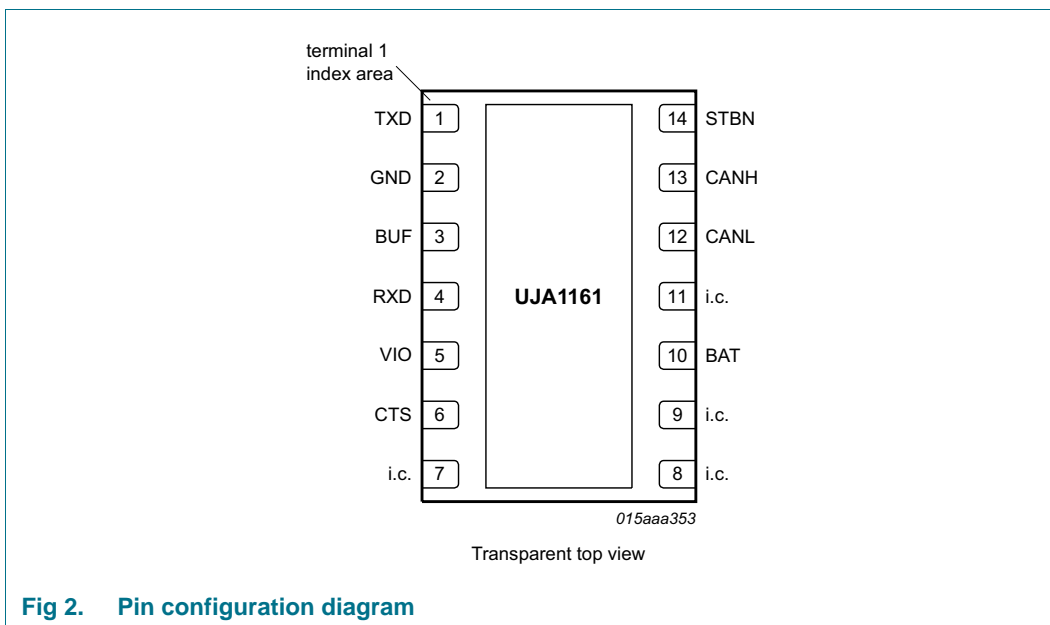 terminal 1
index area
TXD 1 14 STBN
GND 2 13 CANH
BUF 3 12 CANL
RXD 4 UJA1161 11 i.c.
VIO 5 10 BAT
CTS 6 9 i.c.
i.c. 7 8 i.c.
015aaa353
Transparent top view
Fig 2. Pin configuration diagram